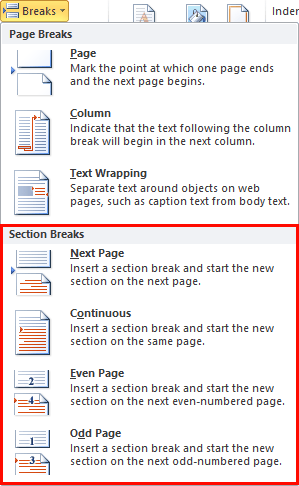 Breaks
Inden
Page Breaks
Page
Mark the point at which one page ends
and the next page begins.
Column
Indicate that the text following the column
break will begin in the next column.
Text Wrapping
Separate text around objects on web
pages, such as caption text from body text.
Section Breaks
Next Page
Insert a section break and start the new
section on the next page.
Continuous
Insert a section break and start the new
section on the same page.
Even Page
Insert a section break and start the new
section on the next even-numbered page.
2
4
Odd Page
Insert a section break and start the new
section on the next odd-numbered page.
1
3